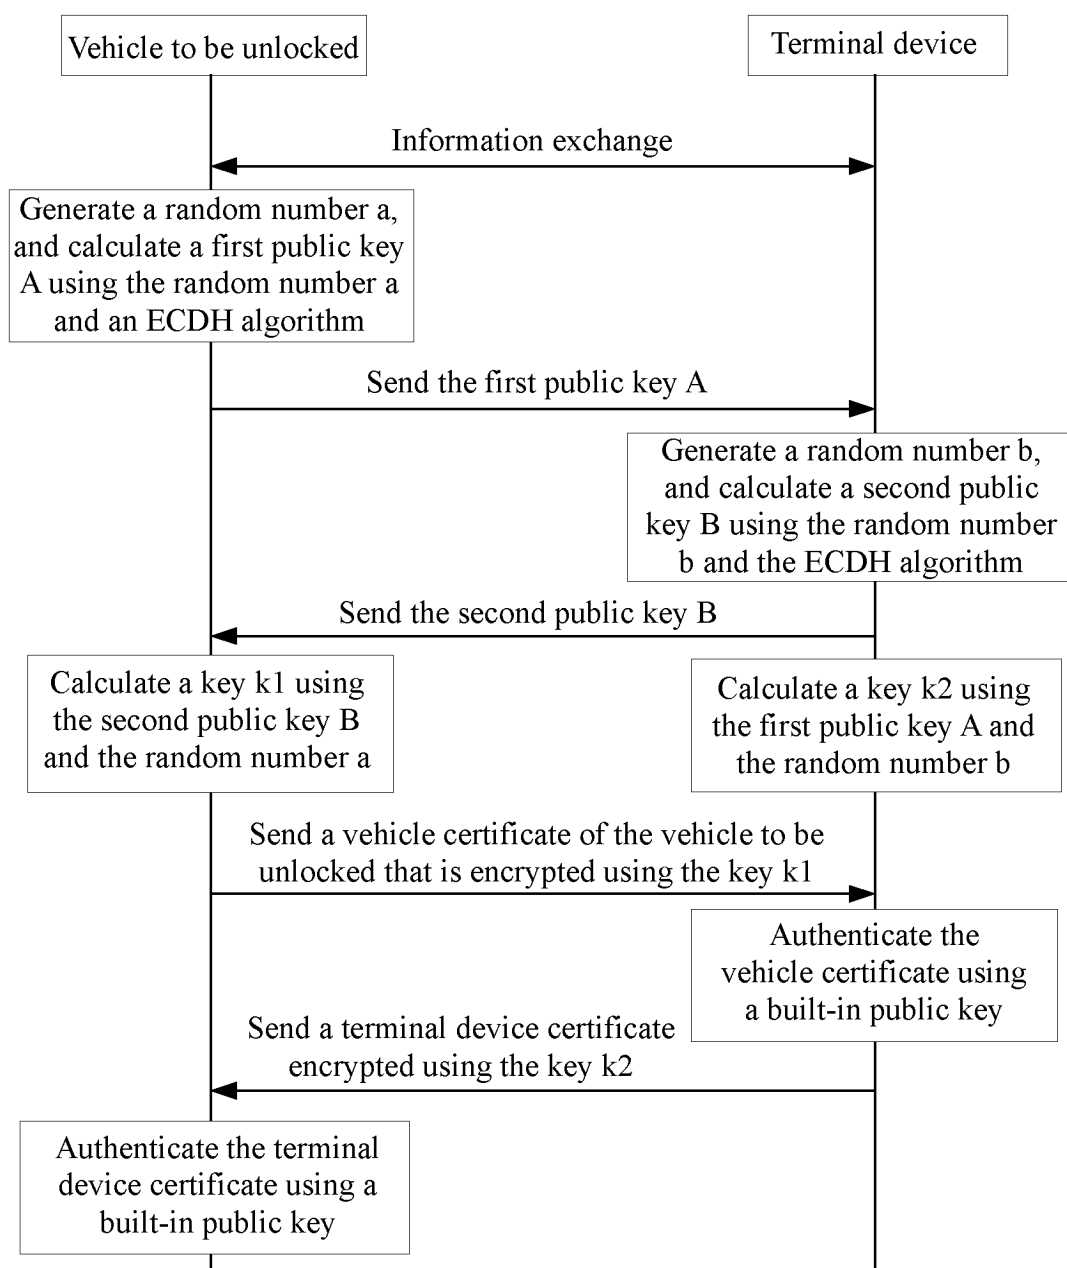 Vehicle to be unlocked
Terminal device
Information exchange
Generate a random number a,
and calculate a first public key
A using the random number a
and an ECDH algorithm
Send the first public key A
Generate a random number b,
and calculate a second public
key B using the random number
b and the ECDH algorithm
Send the second public key B
Calculate a key k1 using
the second public key B
and the random number a
Calculate a key k2 using
the first public key A and
the random number b
Send a vehicle certificate of the vehicle to be
unlocked that is encrypted using the key k1
Authenticate the
vehicle certificate using
a built-in public key
Send a terminal device certificate
encrypted using the key k2
Authenticate the terminal
device certificate using a
built-in public key